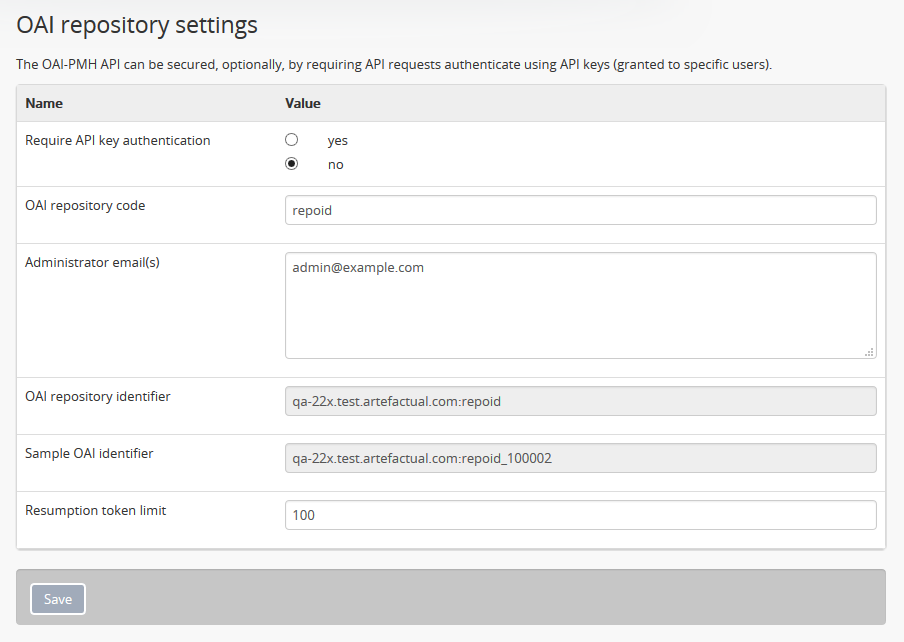 OAI repository settings
The OAI-PMH API can be secured, optionally, by requiring API requests authenticate using API keys (granted to specific users).
Name Value
Require API key authentication yes
no
OAI repository code repoid
Administrator email(s) admin@example.com
OAI repository identifier qa-22x.test.artefactual.com:repoid
Sample OAI identifier qa-22x.test.artefactual.com:repoid_100002
Resumption token limit 100
Save